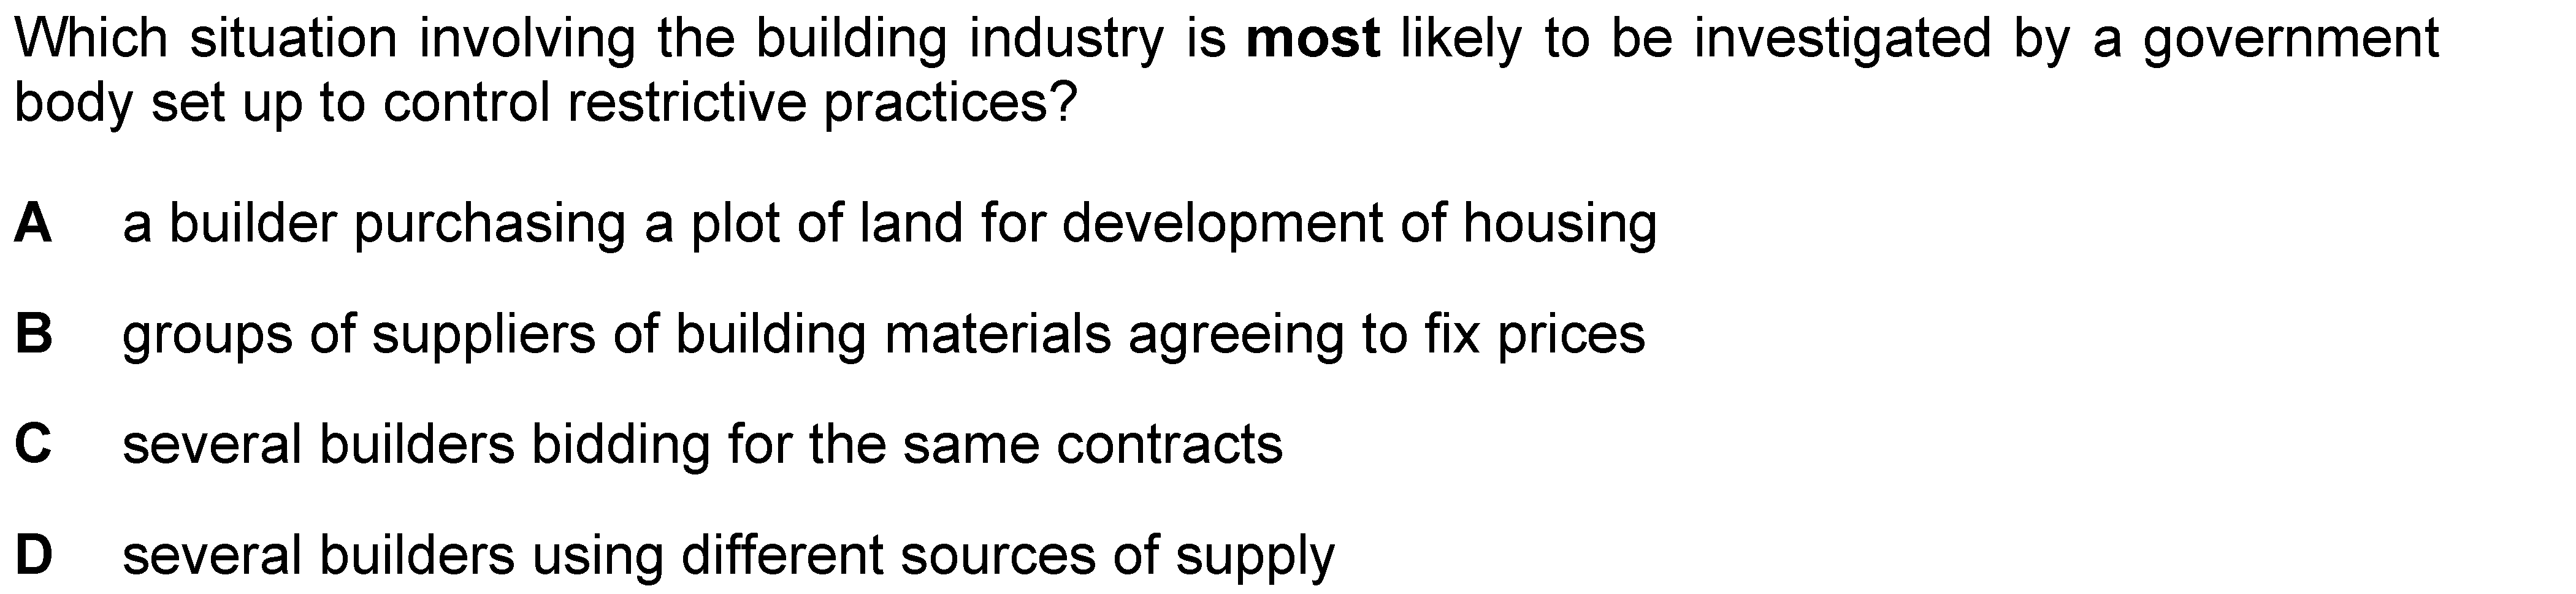 Which situation involving the building industry is most likely to be investigated by a government
body set up to control restrictive practices?
A a builder purchasing a plot of land for development of housing
B groups of suppliers of building materials agreeing to fix prices
C several builders bidding for the same contracts
D several builders using different sources of supply